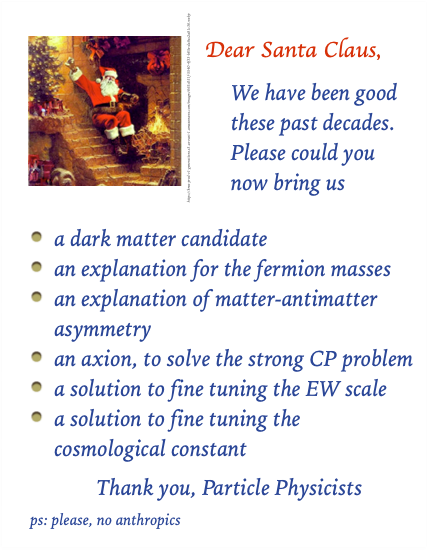 Dear Santa Claus,
We have been good
these past decades.
Please could you
now bring us
a dark matter candidate
an explanation for the fermion masses
an explanation of matter-antimatter
asymmetry
an axion, to solve the strong CP problem
a solution to fine tuning the EW scale
a solution to fine tuning the
cosmological constant
Thank you, Particle Physicists
ps: please, no anthropics